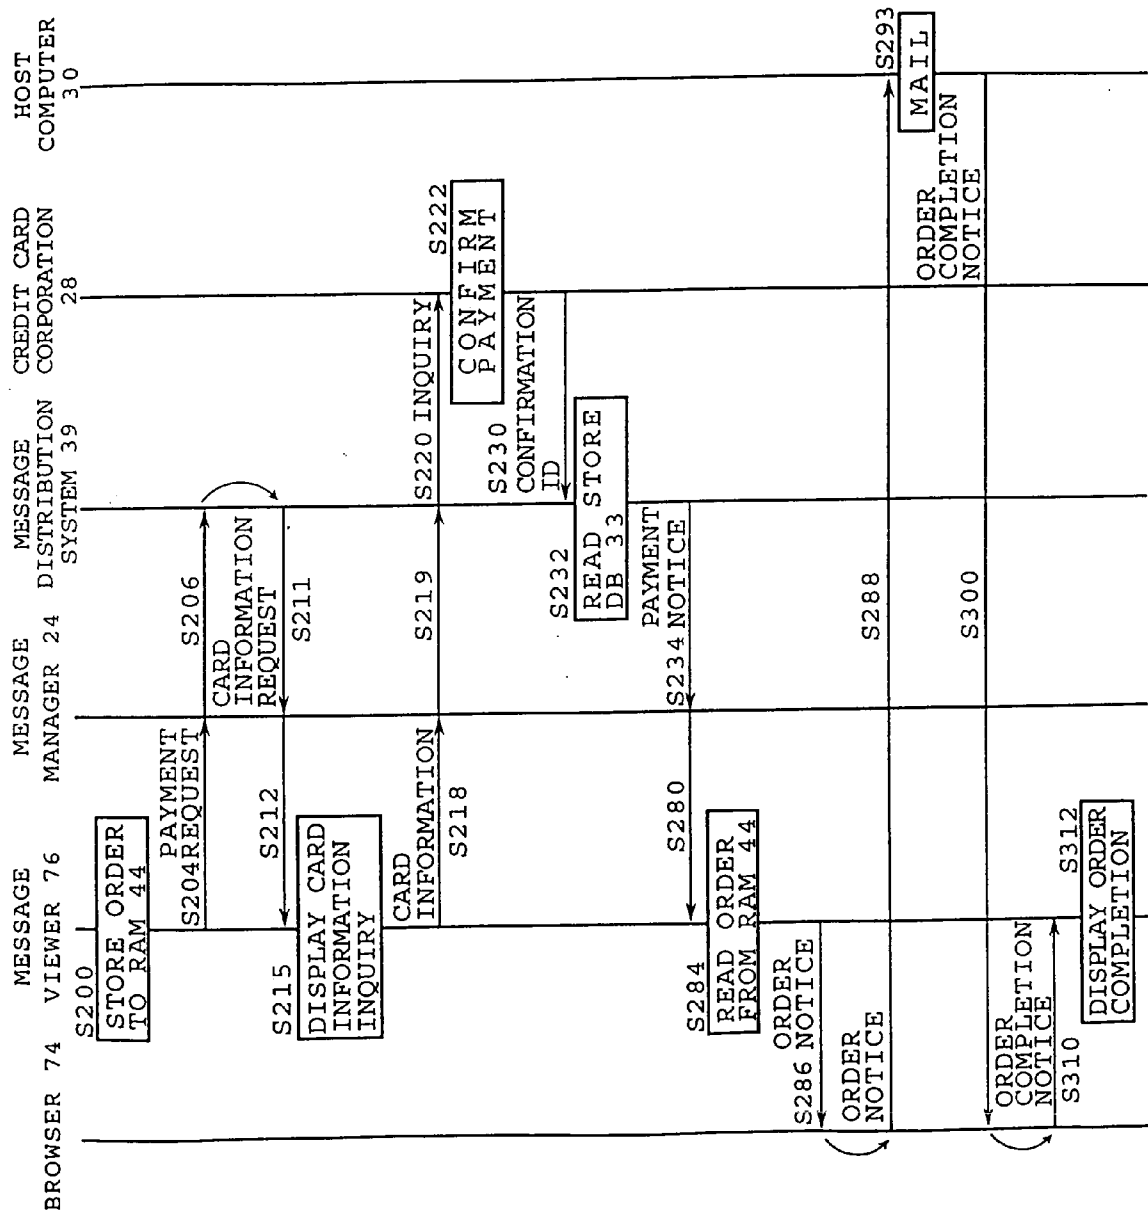 BROWSER 74
MESSAGE
VIEWER 76
MESSAGE
MANAGER 24
MESSAGE
DISTRIBUTION
SYSTEM 39
CREDIT CARD
CORPORATION
28
HOST
COMPUTER
30
S200
STORE ORDER
TO RAM 44
PAYMENT
S204 REQUEST
S206
CARD
INFORMATION
REQUEST
S211
S212
S215
DISPLAY CARD
INFORMATION
INQUIRY
CARD
INFORMATION
S218
S219
S220 INQUIRY
S222
CONFIRM
PAYMENT
S230
CONFIRMATION
ID
S232
READ STORE
DB 33
PAYMENT
S234 NOTICE
S280
S284
READ ORDER
FROM RAM 44
ORDER
S286 NOTICE
ORDER
NOTICE
S288
S293
MAIL
ORDER
COMPLETION
NOTICE
S300
ORDER
COMPLETION
NOTICE
S310
S312
DISPLAY ORDER
COMPLETION